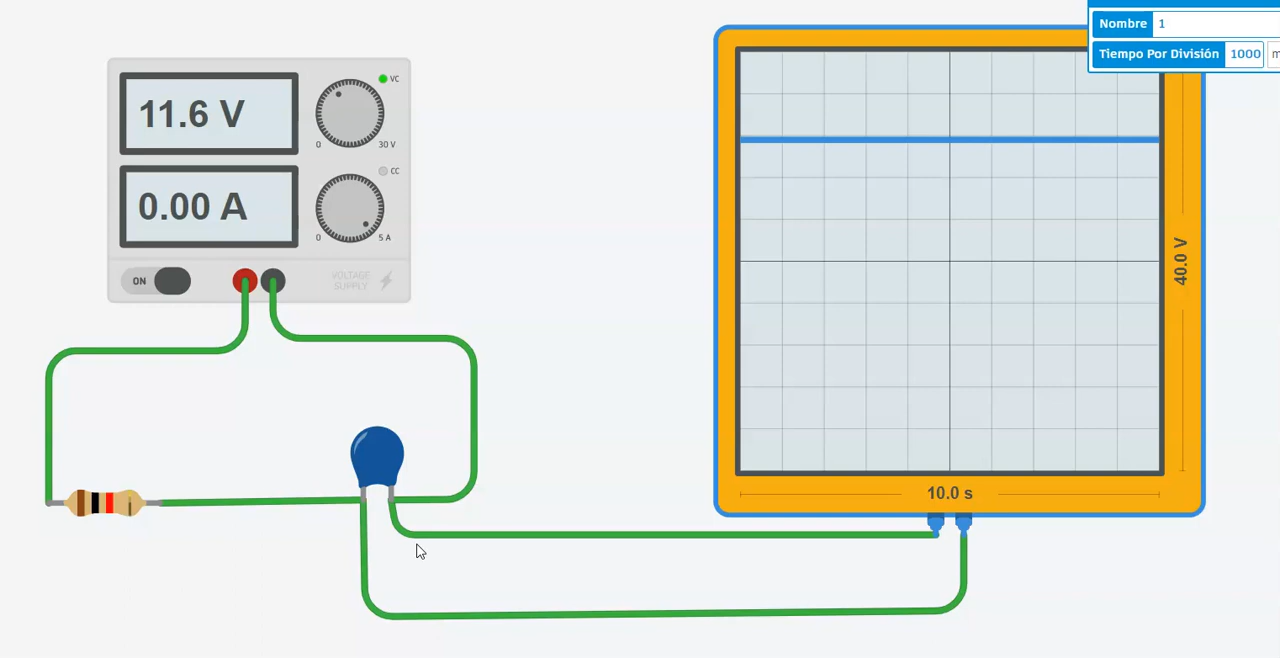 Nombre 1
Tiempo Por División 1000 m
11.6 V
VC
0 30 V
0.00 A
CC
0 5 A
ON
VOLTAGE
SUPPLY
40.0 V
10.0 s